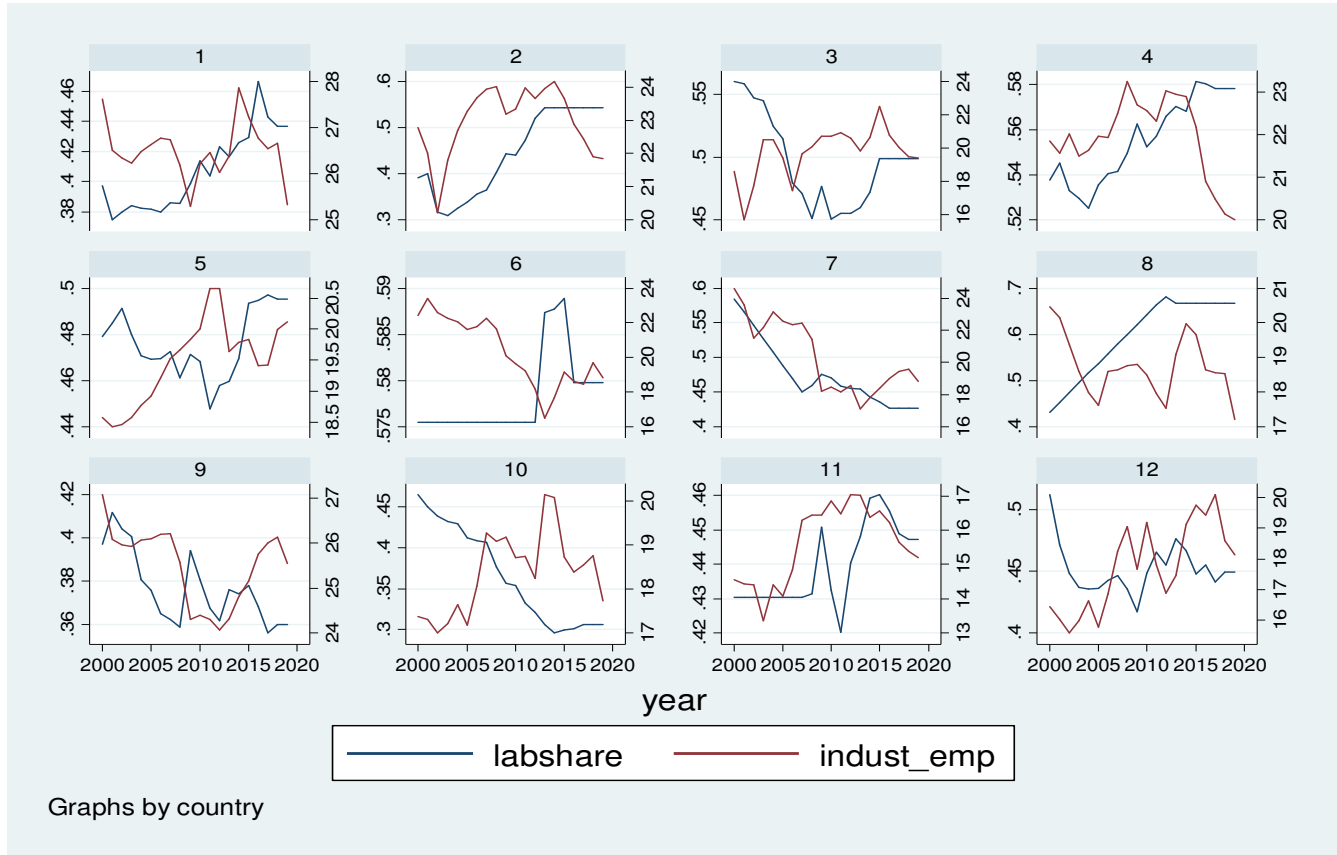 1 2 3 4
.38 .4 .42 .44 .46
25 26 27 28
.3 .4 .5 .6
20 21 22 23 24
.45 .5 .55
16 18 20 22 24
.52 .54 .56 .58
20 21 22 23
5 6 7 8
.44 .46 .48 .5
18.5 19 19.5 20 20.5
.575 .58 .585 .59
16 18 20 22 24
.4 .45 .5 .55 .6
16 18 20 22 24
.4 .5 .6 .7
17 18 19 20 21
9 10 11 12
.36 .38 .4 .42
24 25 26 27
.3 .35 .4 .45
17 18 19 20
.42 .43 .44 .45 .46
13 14 15 16 17
.4 .45 .5
16 17 18 19 20
2000 2005 2010 2015 2020 2000 2005 2010 2015 2020 2000 2005 2010 2015 2020 2000 2005 2010 2015 2020
year
labshare indust_emp
Graphs by country